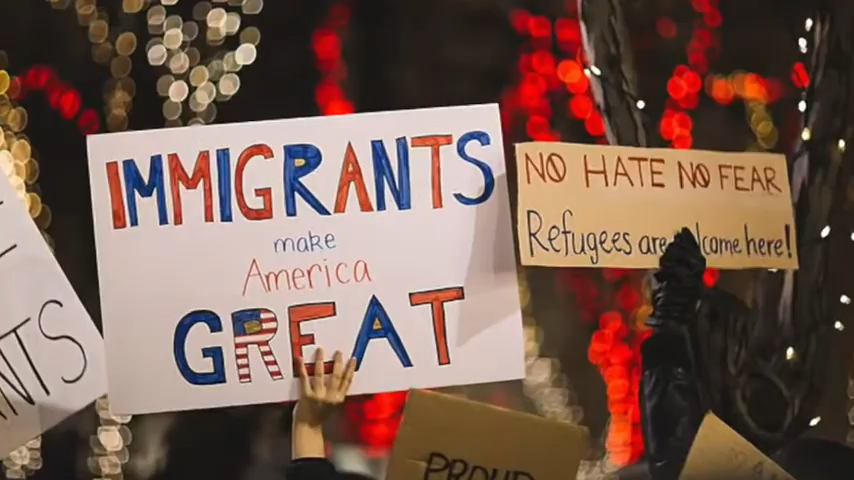 IMMIGRANTS
make
America
GREAT
NO HATE NO FEAR
Refugees are here!
PROUD